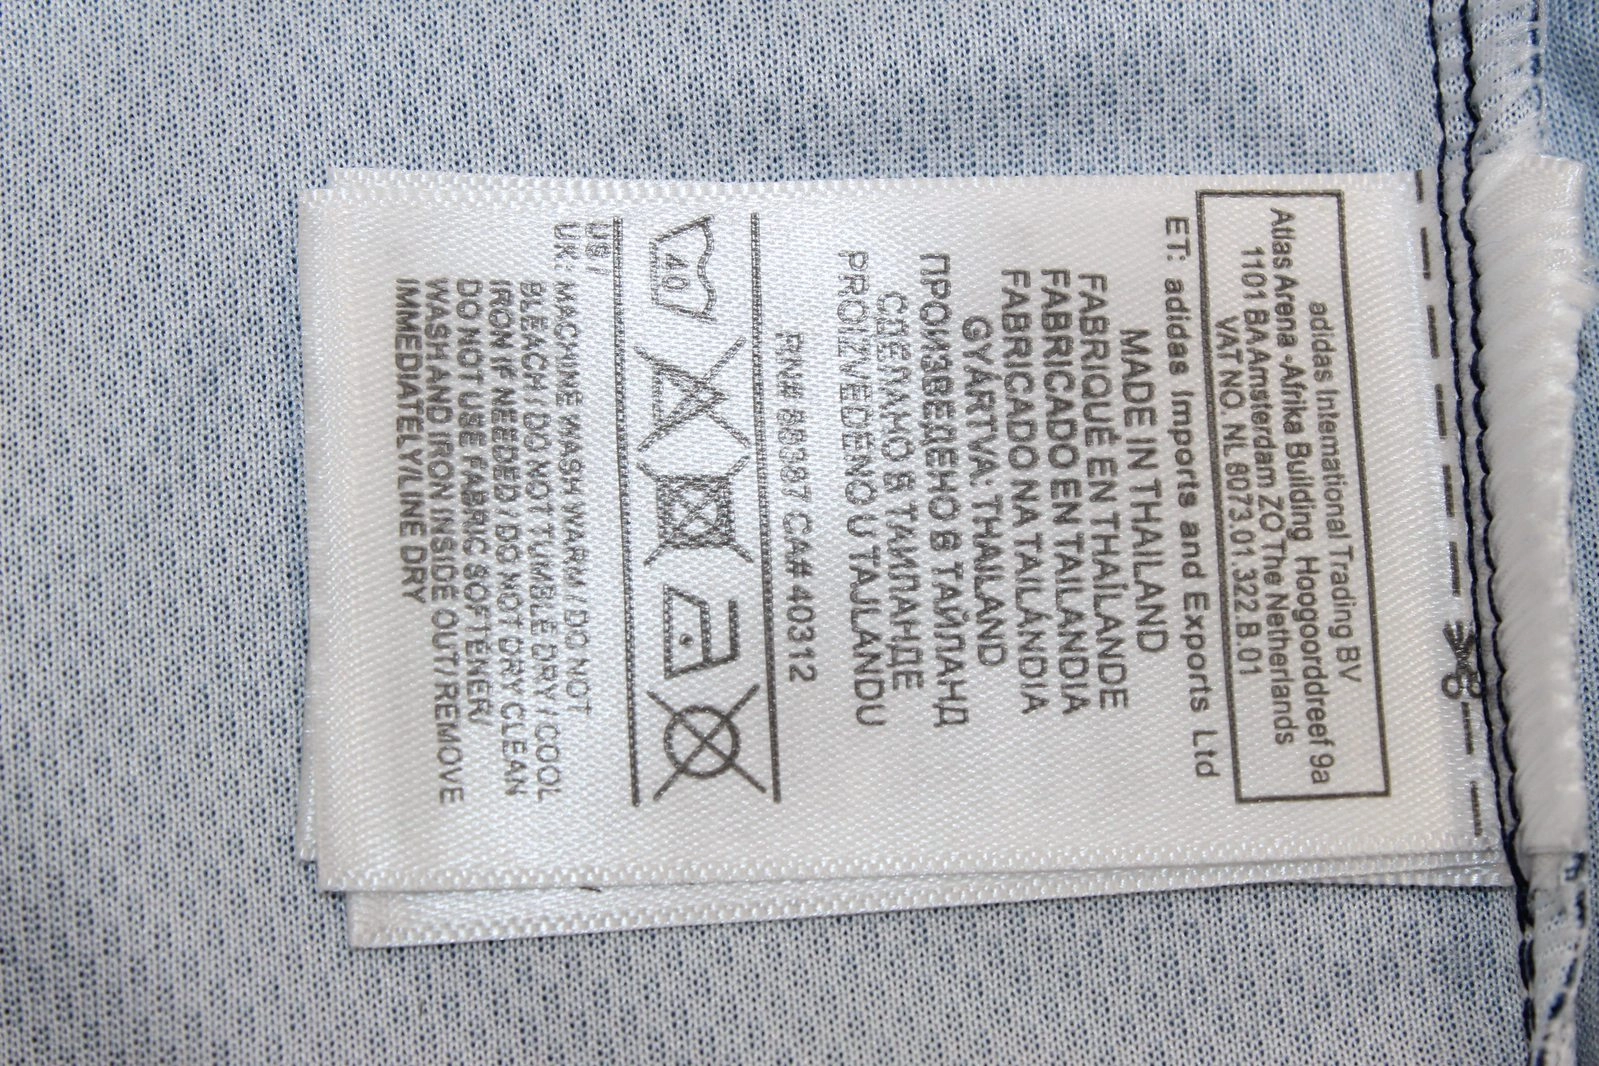 adidas International Trading BV
Atlas Arena -Afrika Building, Hoogoorddreef 9a
1101 BA Amsterdam ZO The Netherlands
VAT NO. NL 8073.01.322.B.01
ET: adidas Imports and Exports Ltd
MADE IN THAILAND
FABRIQUÉ EN THAÏLANDE
FABRICADO EN TAILANDIA
FABRICADO NA TAILÂNDIA
GYÁRTVA: THAILAND
ПРОИЗВЕДЕНО В ТАЙЛАНД
СДЕЛАНО В ТАИЛАНДЕ
PROIZVEDENO U TAJLANDU
RN# 88387 CA# 40312
40
US /
UK: MACHINE WASH WARM / DO NOT
BLEACH / DO NOT TUMBLE DRY / COOL
IRON IF NEEDED / DO NOT DRY CLEAN
DO NOT USE FABRIC SOFTENER/
WASH AND IRON INSIDE OUT/REMOVE
IMMEDIATELY/LINE DRY